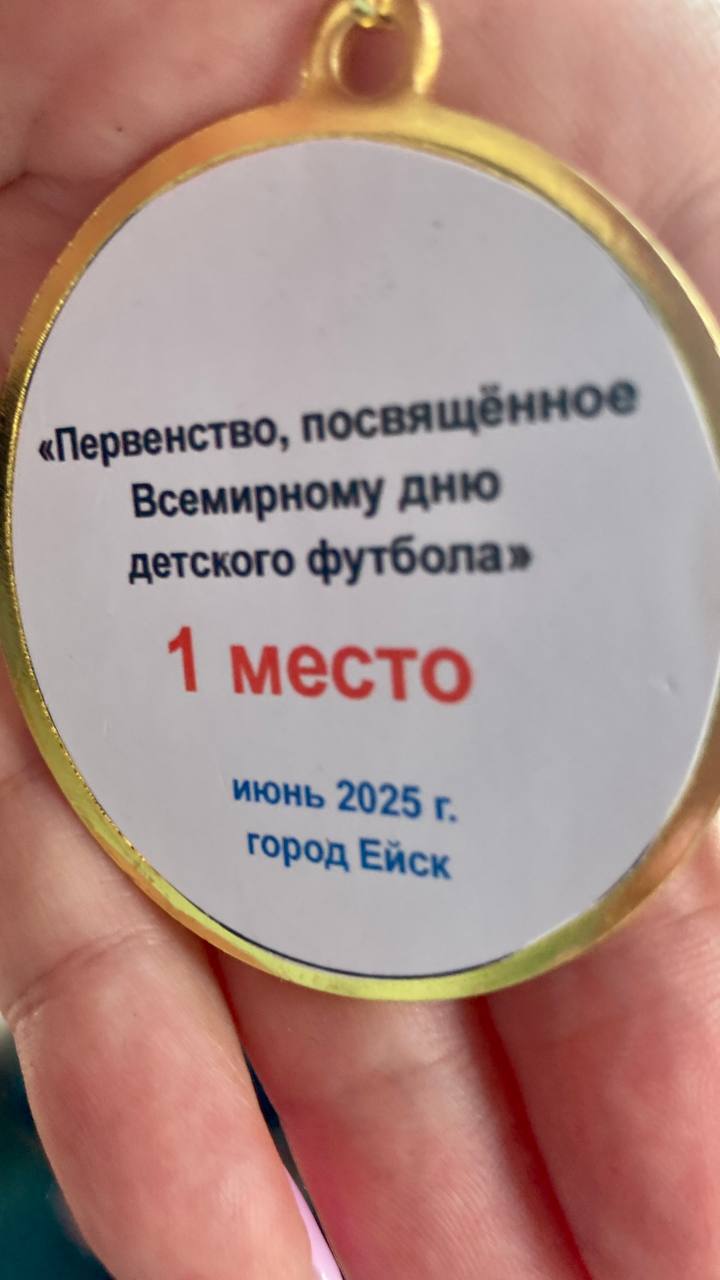 «Первенство, посвящённое
Всемирному дню
детского футбола»
1 место
июнь 2025 г.
город Ейск